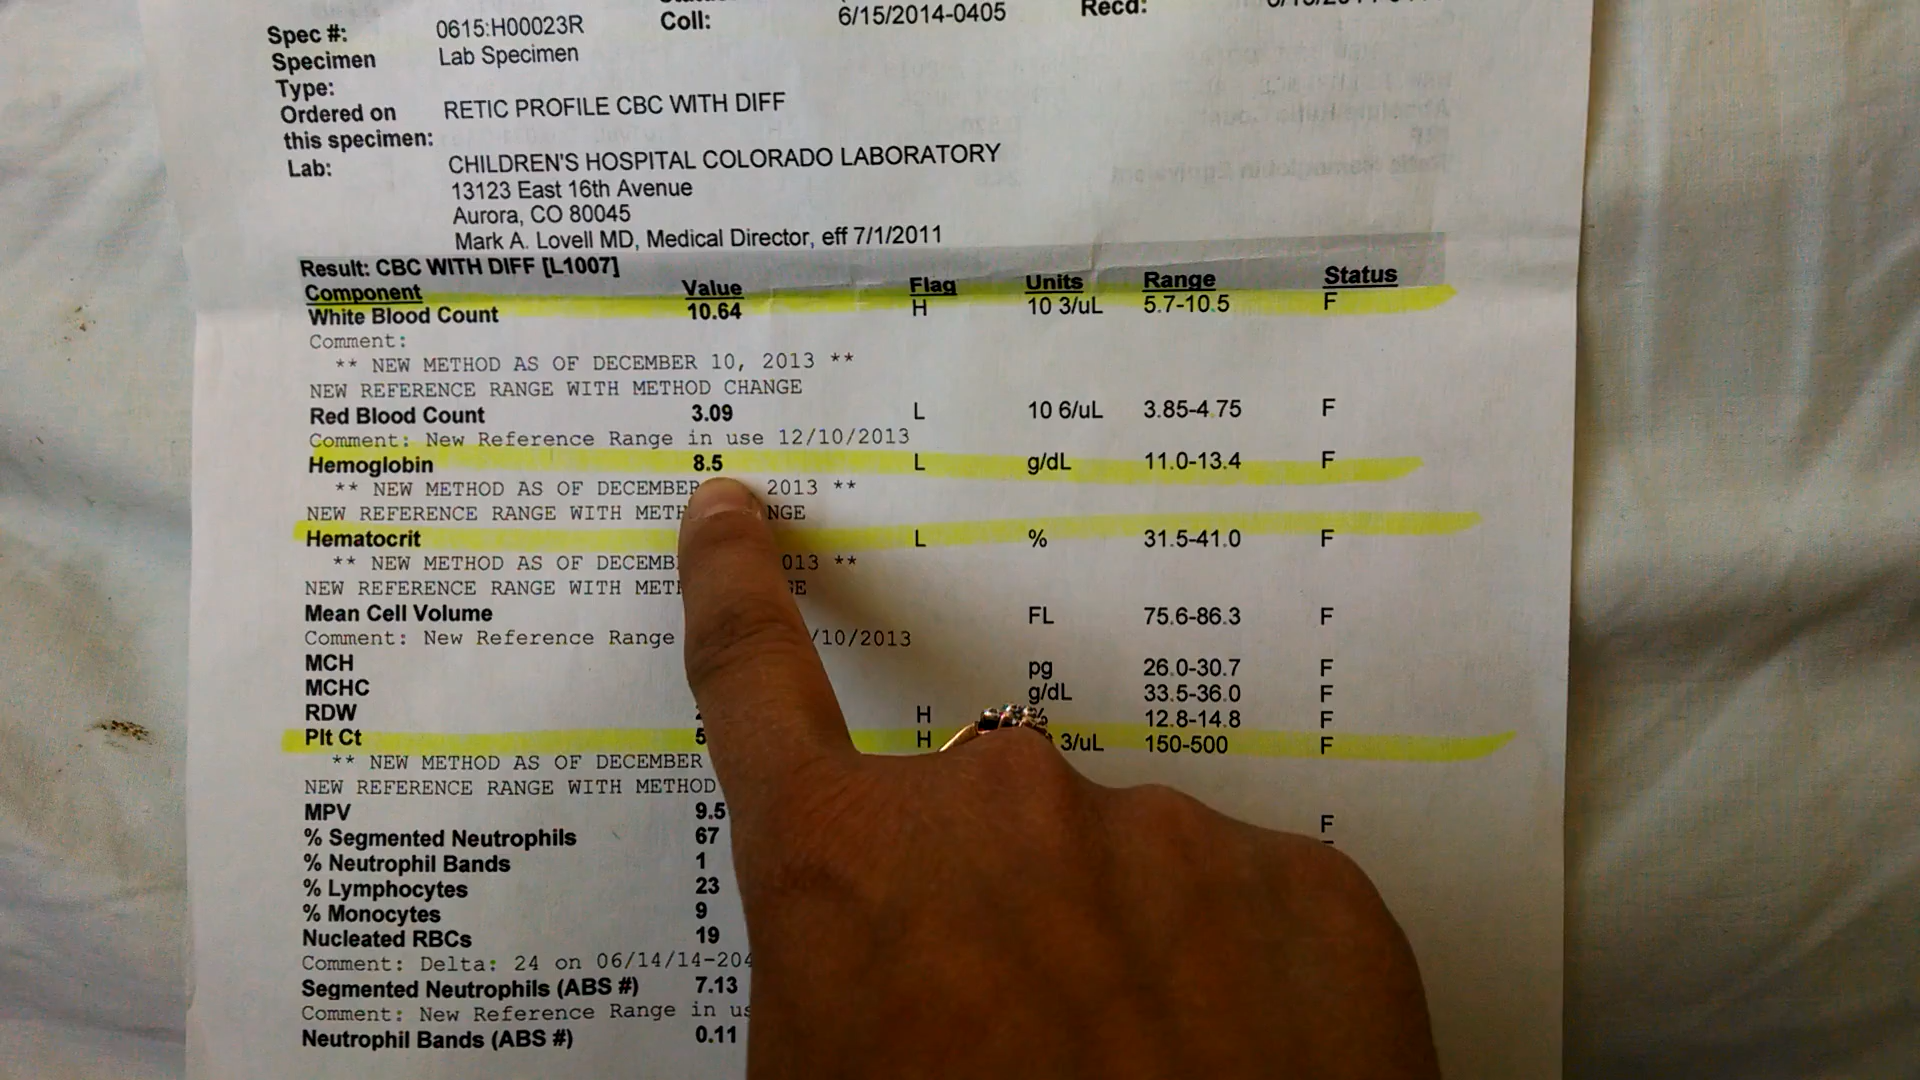 Coll: 6/15/2014-0405 Recd:
Spec #: 0615:H00023R
Specimen Type: Lab Specimen
Ordered on this specimen: RETIC PROFILE CBC WITH DIFF
Lab: CHILDREN'S HOSPITAL COLORADO LABORATORY
13123 East 16th Avenue
Aurora, CO 80045
Mark A. Lovell MD, Medical Director, eff 7/1/2011
Result: CBC WITH DIFF [L1007]
Component Value Flag Units Range Status
White Blood Count 10.64 H 10 3/uL 5.7-10.5 F
Comment:
** NEW METHOD AS OF DECEMBER 10, 2013 **
NEW REFERENCE RANGE WITH METHOD CHANGE
Red Blood Count 3.09 L 10 6/uL 3.85-4.75 F
Comment: New Reference Range in use 12/10/2013
Hemoglobin 8.5 L g/dL 11.0-13.4 F
** NEW METHOD AS OF DECEMBER 2013 **
NEW REFERENCE RANGE WITH
Hematocrit L % 31.5-41.0 F
** NEW METHOD AS OF **
NEW REFERENCE RANGE WITH
Mean Cell Volume FL 75.6-86.3 F
Comment: New Reference Range /10/2013
MCH pg 26.0-30.7 F
MCHC g/dL 33.5-36.0 F
RDW H % 12.8-14.8 F
Plt Ct H 3/uL 150-500 F
** NEW METHOD AS OF DECEMBER
NEW REFERENCE RANGE WITH METHOD
MPV 9.5 F
% Segmented Neutrophils 67
% Neutrophil Bands 1
% Lymphocytes 23
% Monocytes 9
Nucleated RBCs 19
Comment: Delta: 24 on 06/14/14-204
Segmented Neutrophils (ABS #) 7.13
Comment: New Reference Range in
Neutrophil Bands (ABS #) 0.11